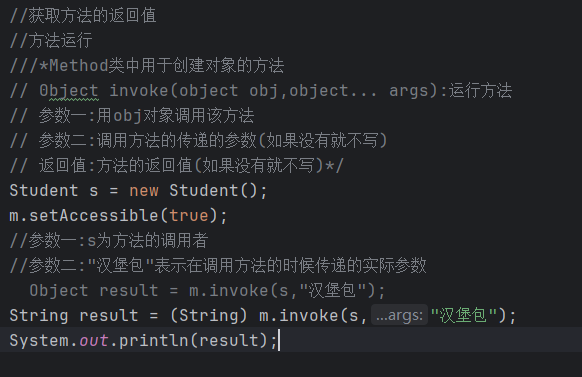 //获取方法的返回值
//方法运行
///*Method类中用于创建对象的方法
// Object invoke(object obj,object... args):运行方法
// 参数一:用obj对象调用该方法
// 参数二:调用方法的传递的参数(如果没有就不写)
// 返回值:方法的返回值(如果没有就不写)*/
Student s = new Student();
m.setAccessible(true);
//参数一:s为方法的调用者
//参数二:"汉堡包"表示在调用方法的时候传递的实际参数
Object result = m.invoke(s,"汉堡包");
String result = (String) m.invoke(s, ...args: "汉堡包");
System.out.println(result);